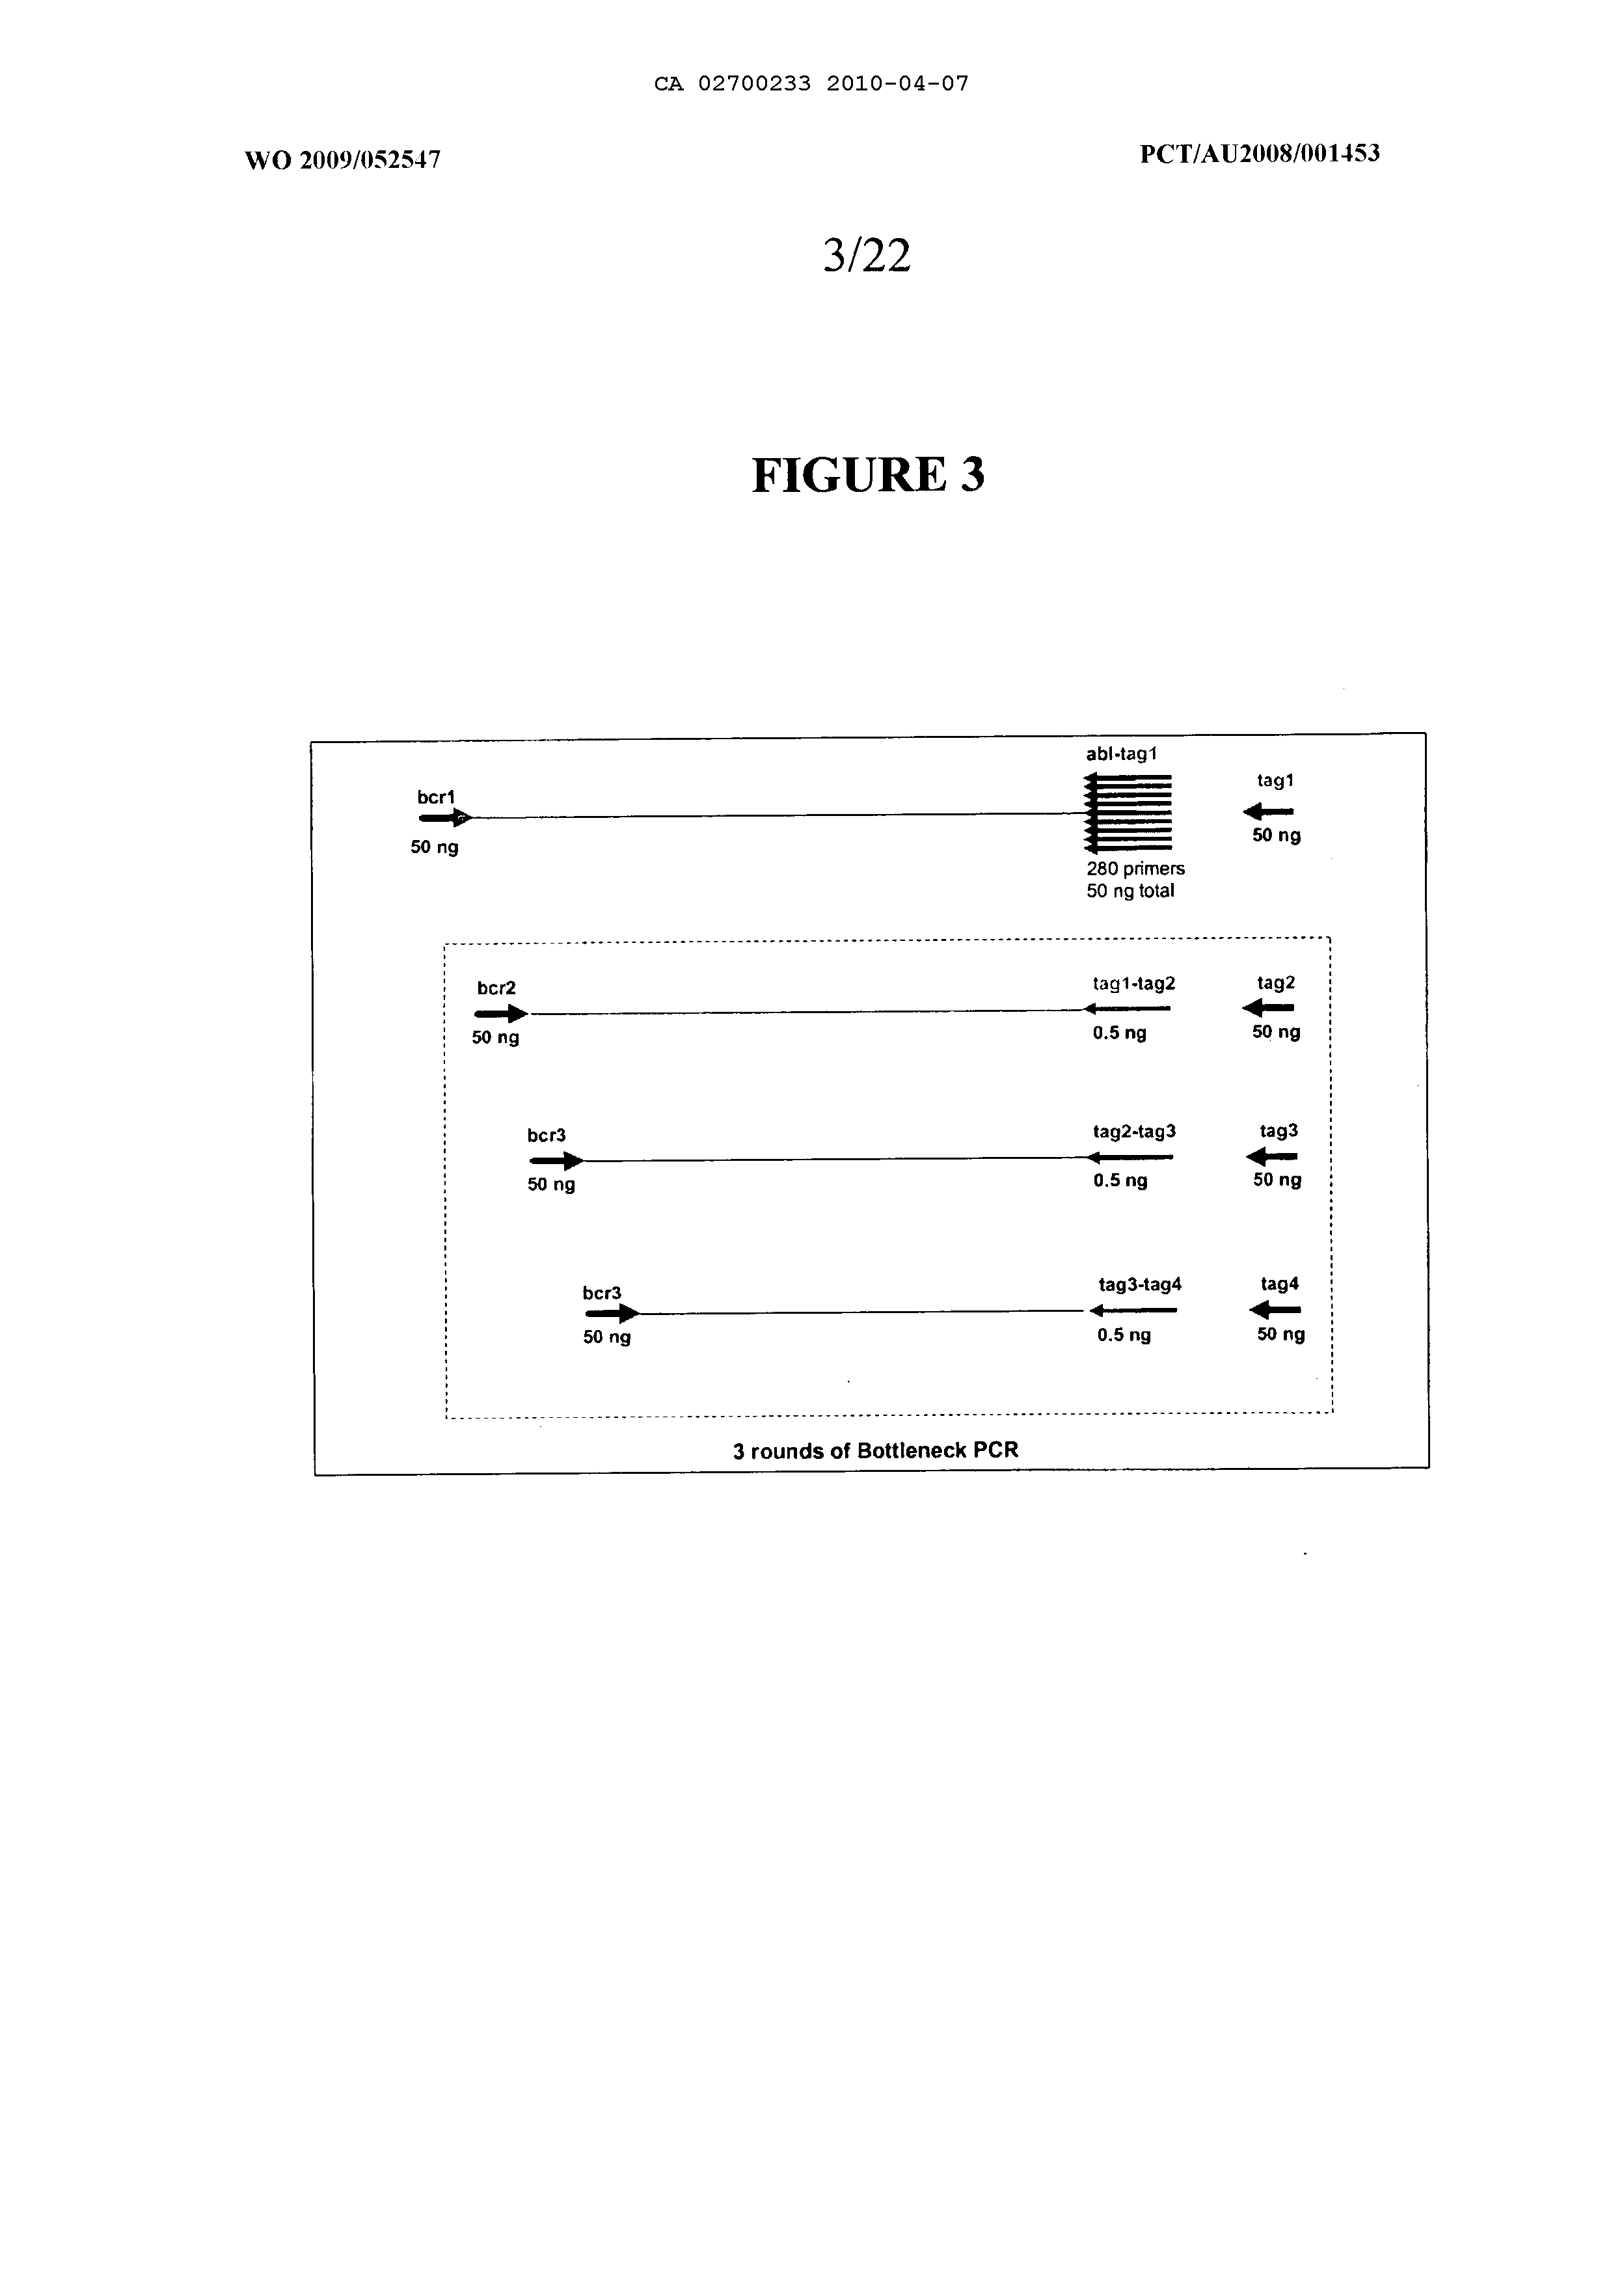 CA 02700233 2010-04-07
WO 2009/052547
PCT/AU2008/001453
3/22
FIGURE 3
abl-tag1
tag1
bcr1
50 ng
50 ng
280 primers
50 ng total
bcr2
tag1-tag2
tag2
50 ng
0.5 ng
50 ng
bcr3
tag2-tag3
tag3
50 ng
0.5 ng
50 ng
bcr3
tag3-tag4
tag4
50 ng
0.5 ng
50 ng
3 rounds of Bottleneck PCR